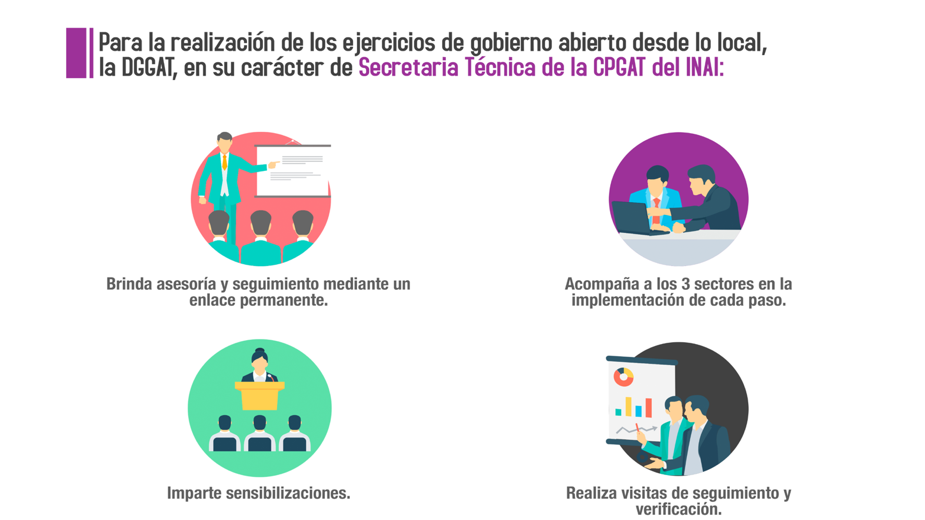 Para la realización de los ejercicios de gobierno abierto desde lo local,
la DGGAT, en su carácter de Secretaria Técnica de la CPGAT del INAI:
Brinda asesoría y seguimiento mediante un
enlace permanente.
Acompaña a los 3 sectores en la
implementación de cada paso.
Imparte sensibilizaciones.
Realiza visitas de seguimiento y
verificación.